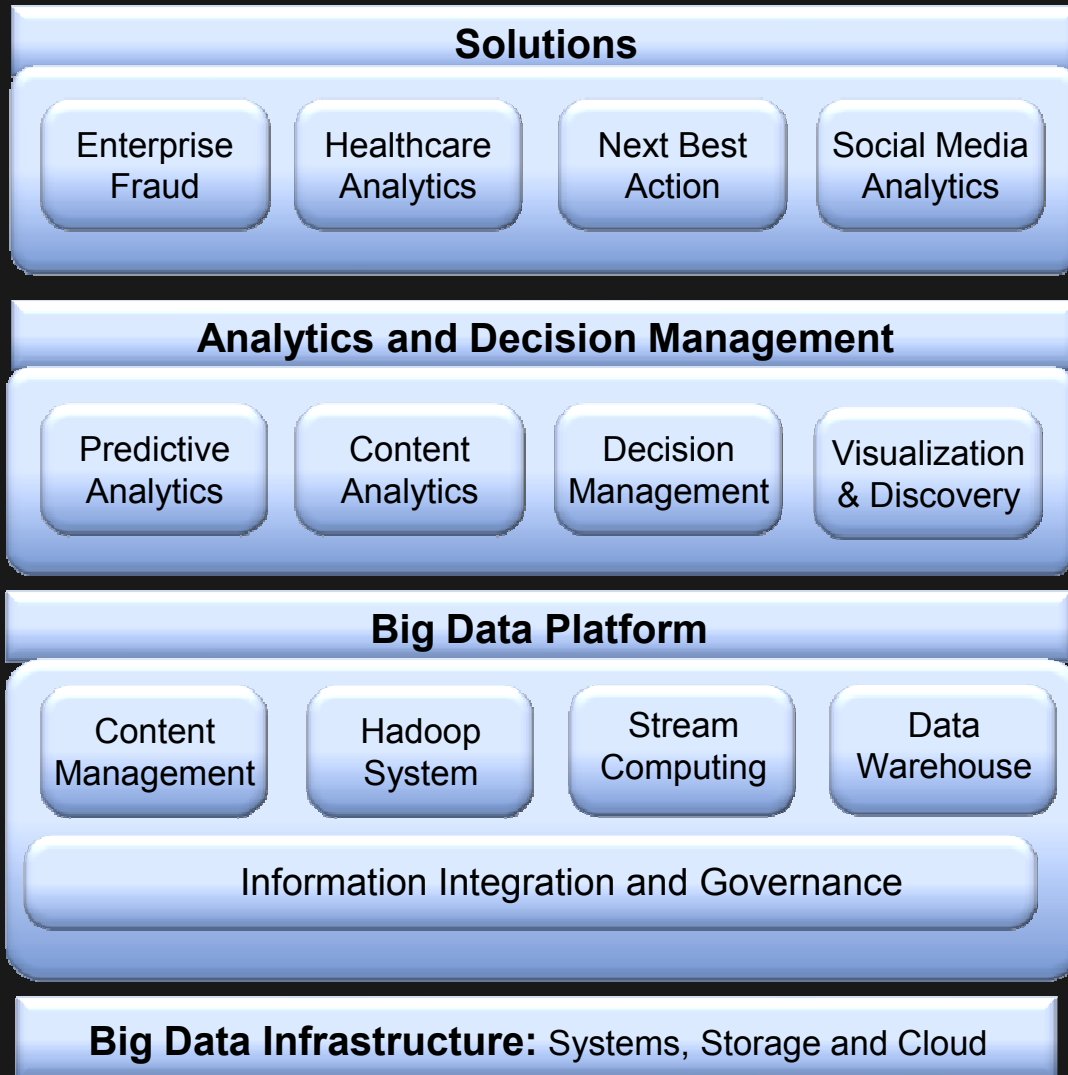 Solutions
Enterprise
Fraud
Healthcare
Analytics
Next Best
Action
Social Media
Analytics
Analytics and Decision Management
Predictive
Analytics
Content
Analytics
Decision
Management
Visualization
& Discovery
Big Data Platform
Content
Management
Hadoop
System
Stream
Computing
Data
Warehouse
Information Integration and Governance
Big Data Infrastructure: Systems, Storage and Cloud